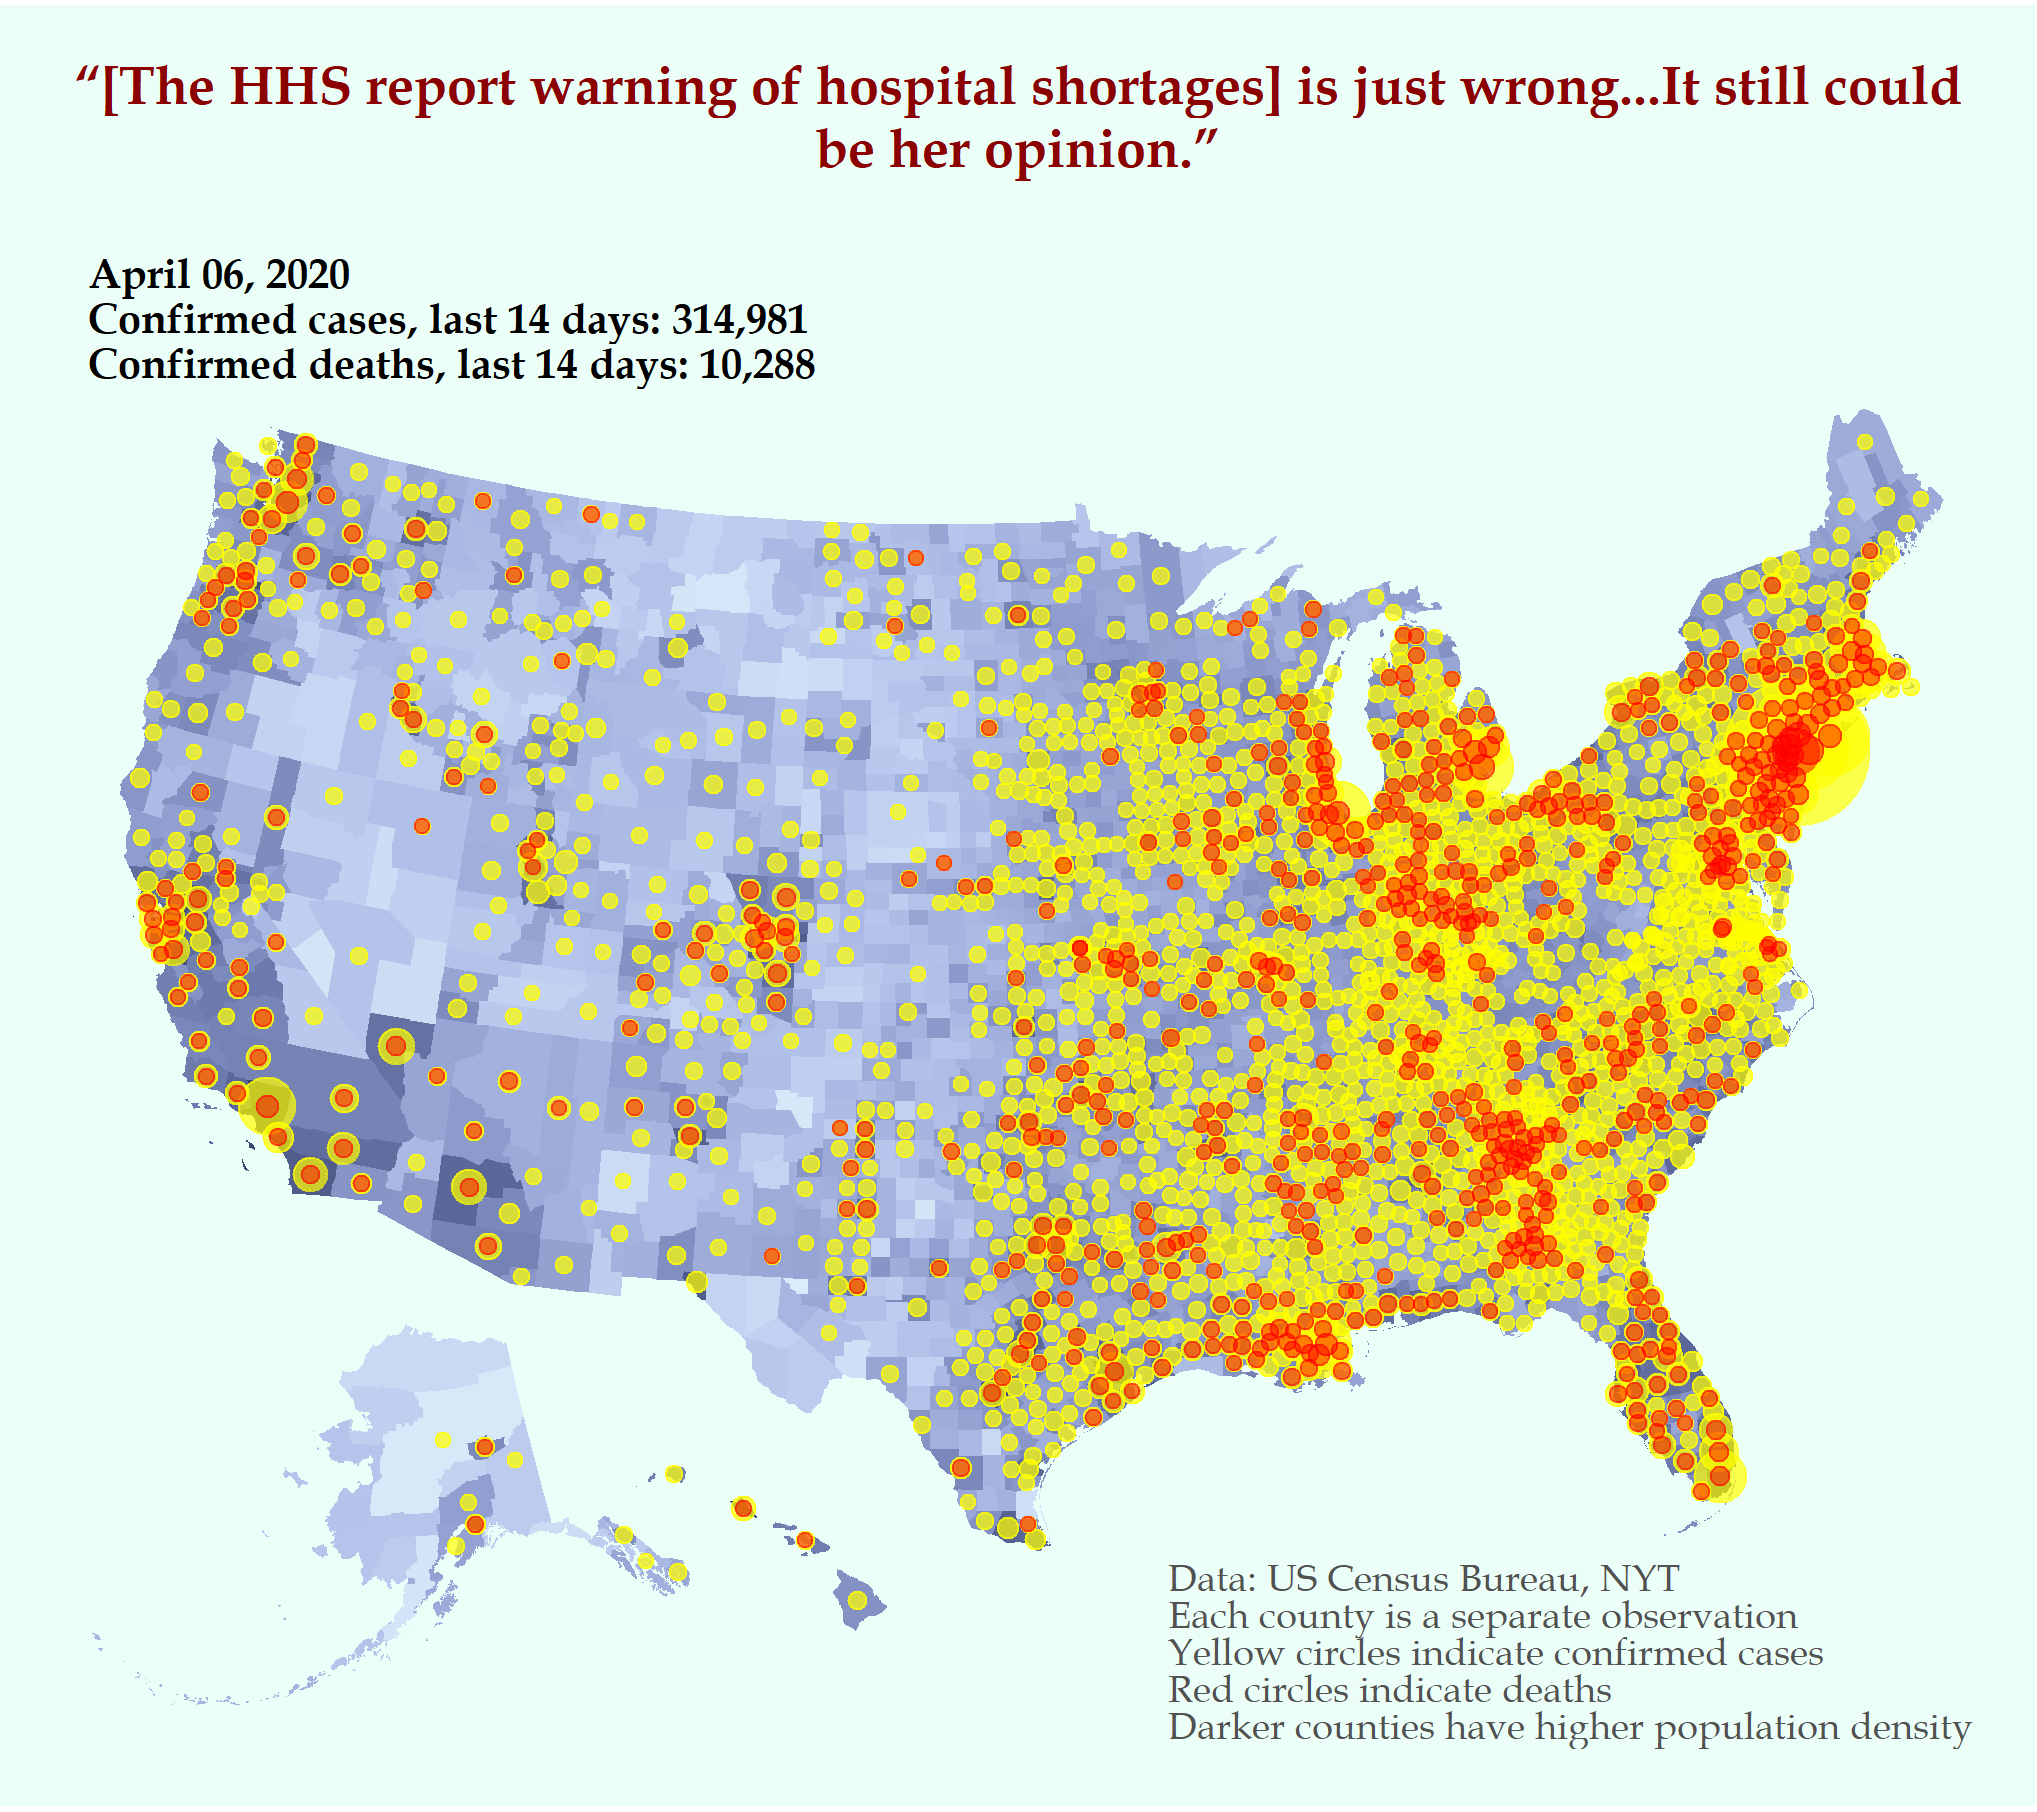 “[The HHS report warning of hospital shortages] is just wrong...It still could
be her opinion.”
April 06, 2020
Confirmed cases, last 14 days: 314,981
Confirmed deaths, last 14 days: 10,288
Data: US Census Bureau, NYT
Each county is a separate observation
Yellow circles indicate confirmed cases
Red circles indicate deaths
Darker counties have higher population density